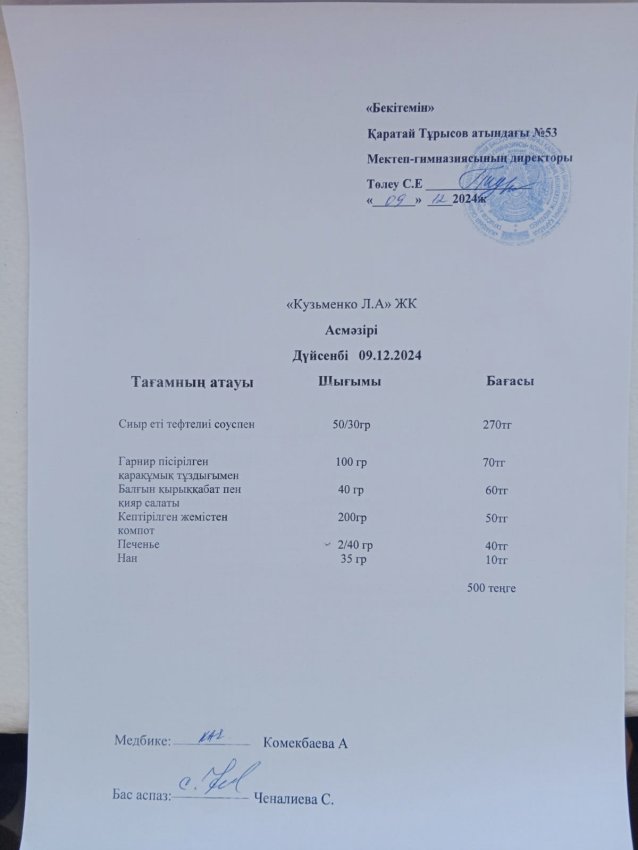 «Бекітемін»
Қаратай Тұрысов атындағы №53
Мектеп-гимназиясының директоры
Төлеу С.Е
« 09 » 12 2024ж
«Кузьменко Л.А» ЖК
Асмәзірі
Дүйсенбі 09.12.2024
Тағамның атауы Шығымы Бағасы
Сиыр еті тефтелиі соуспен 50/30гр 270тг
Гарнир пісірілген 100 гр 70тг
қарақұмық тұздығымен
Балғын қырыққабат пен 40 гр 60тг
қияр салаты
Кептірілген жемістен 200гр 50тг
компот
Печенье 2/40 гр 40тг
Нан 35 гр 10тг
500 теңге
Медбике: Комекбаева А
Бас аспаз: Ченалиева С.